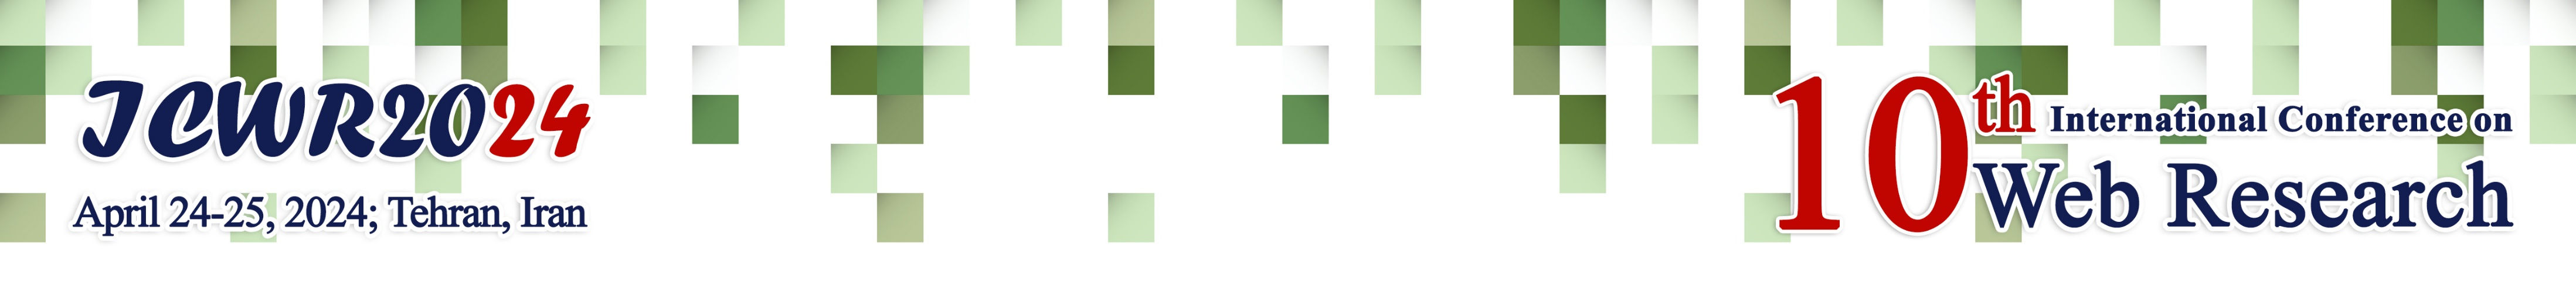 ICWR2024
April 24-25, 2024; Tehran, Iran
10th International Conference on
Web Research